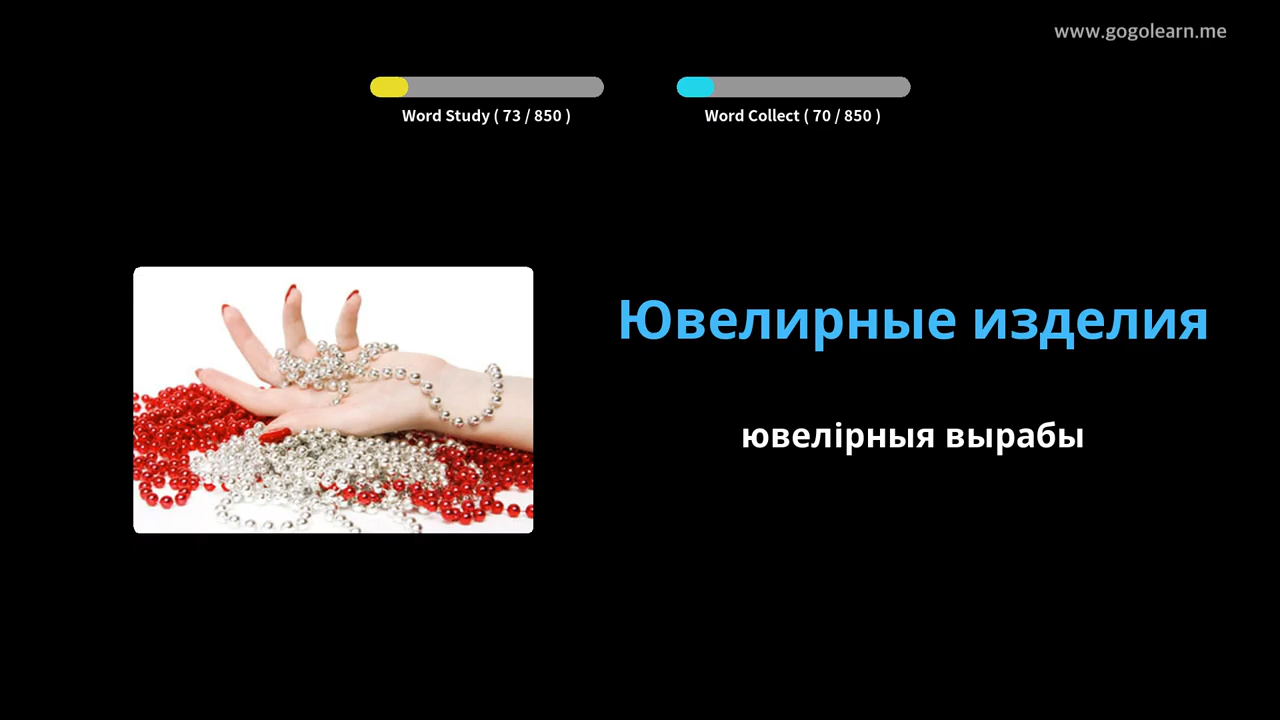 www.gogolearn.me
Word Study ( 73 / 850 )
Word Collect ( 70 / 850 )
Ювелирные изделия
ювелірныя вырабы